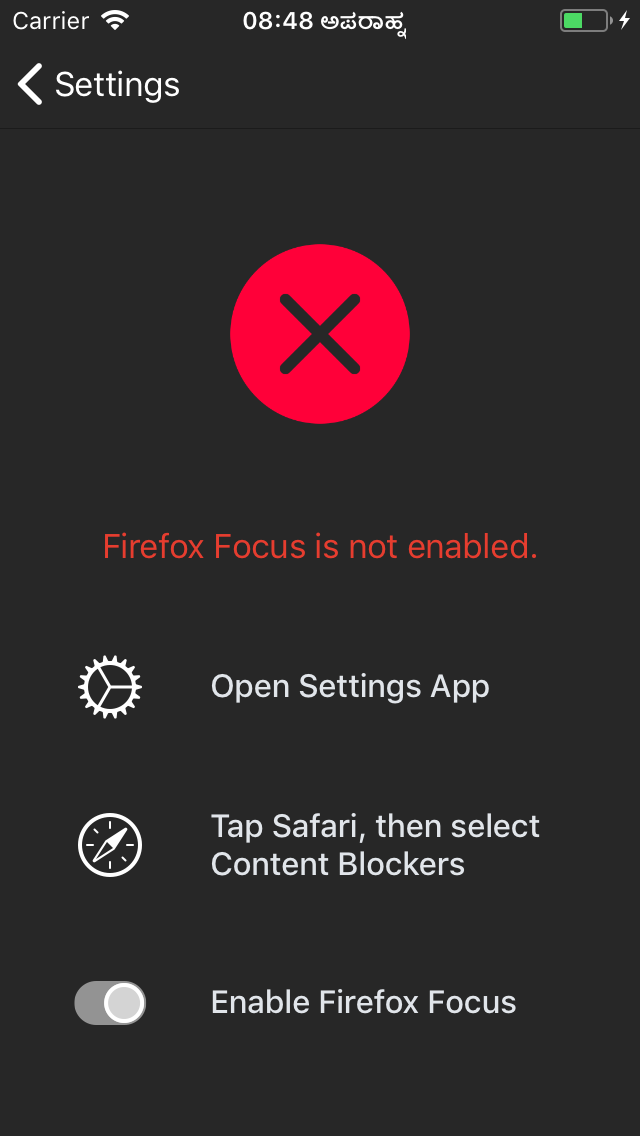 Carrier 08:48 ಅಪರಾಹ್ನ
Settings
Firefox Focus is not enabled.
Open Settings App
Tap Safari, then select
Content Blockers
Enable Firefox Focus